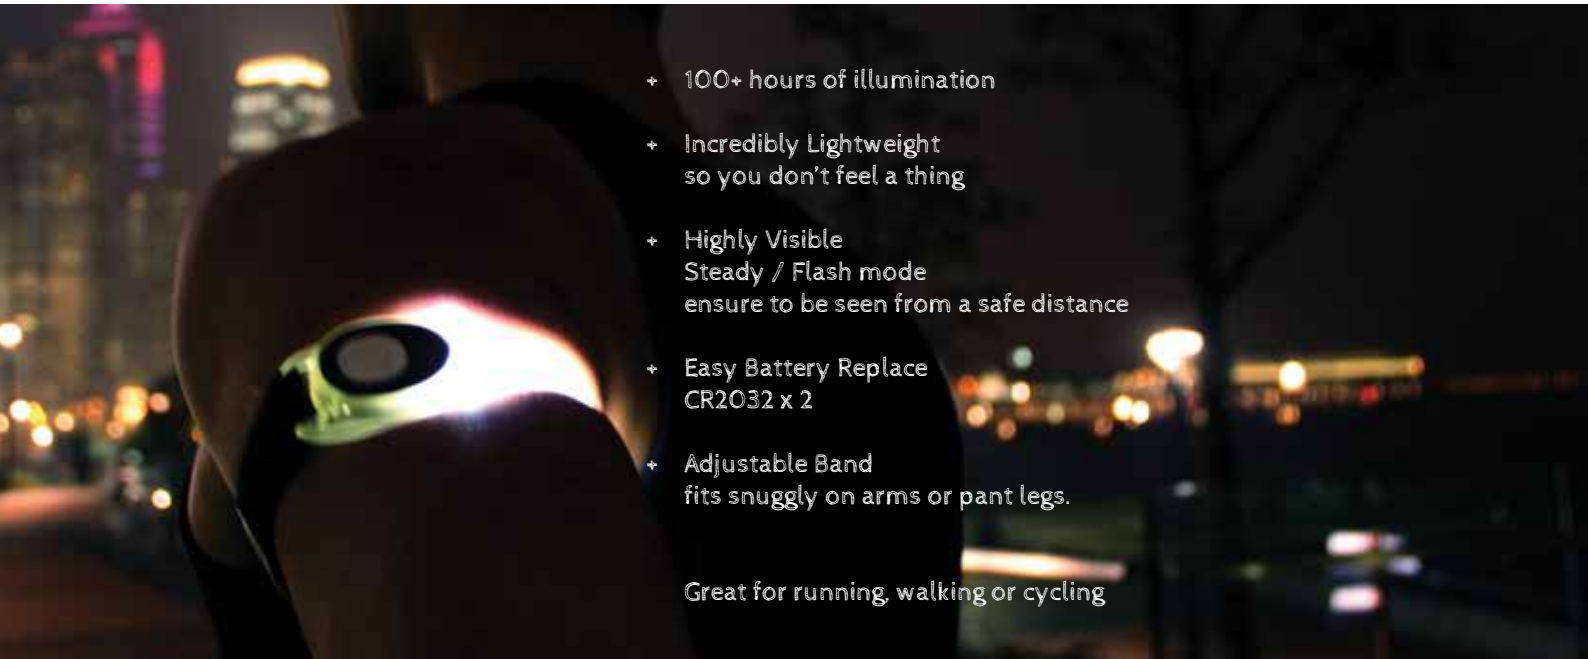 + 100+ hours of illumination
+ Incredibly Lightweight
so you don't feel a thing
+ Highly Visible
Steady / Flash mode
ensure to be seen from a safe distance
+ Easy Battery Replace
CR2032 x 2
+ Adjustable Band
fits snuggly on arms or pant legs.
Great for running, walking or cycling